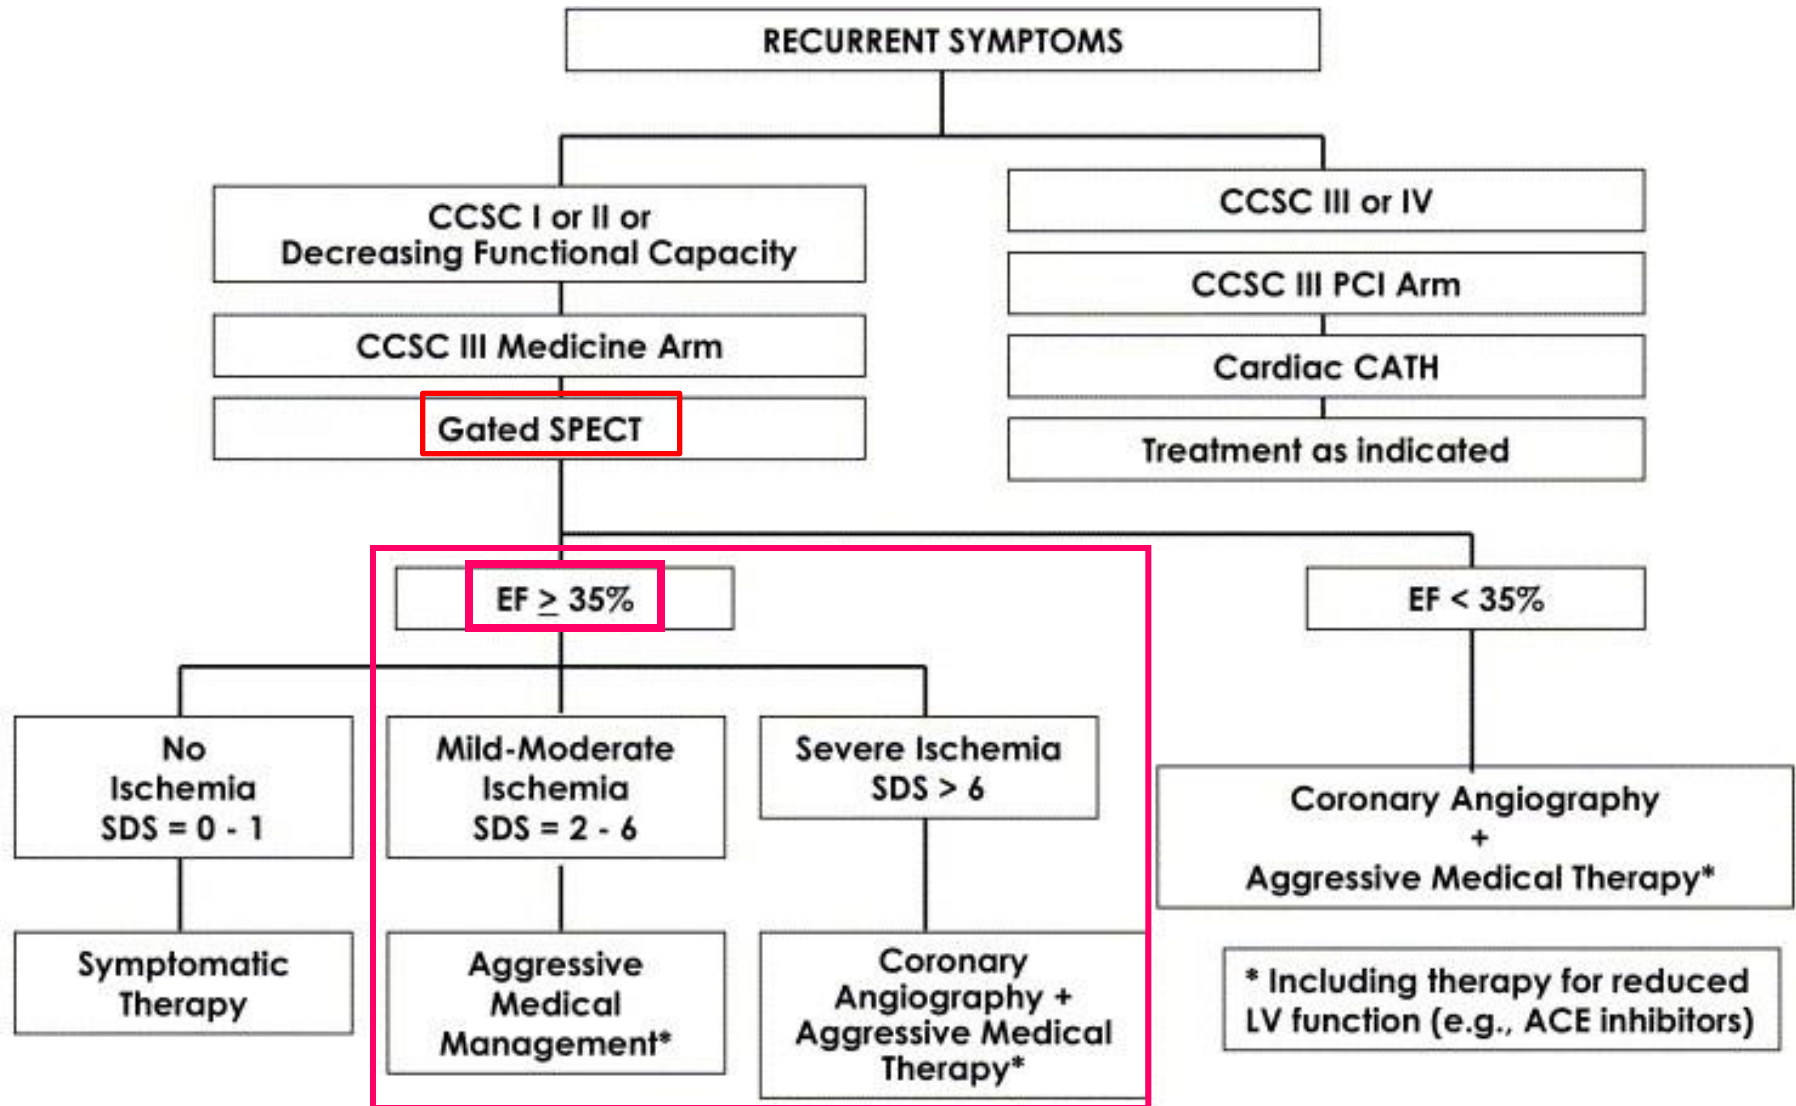 RECURRENT SYMPTOMS
CCSC I or II or
Decreasing Functional Capacity
CCSC III Medicine Arm
Gated SPECT
CCSC III or IV
CCSC III PCI Arm
Cardiac CATH
Treatment as indicated
EF ≥ 35%
EF < 35%
No
Ischemia
SDS = 0 - 1
Mild-Moderate
Ischemia
SDS = 2 - 6
Severe Ischemia
SDS > 6
Coronary Angiography
+
Aggressive Medical Therapy*
Symptomatic
Therapy
Aggressive
Medical
Management*
Coronary
Angiography +
Aggressive Medical
Therapy*
* Including therapy for reduced
LV function (e.g., ACE inhibitors)